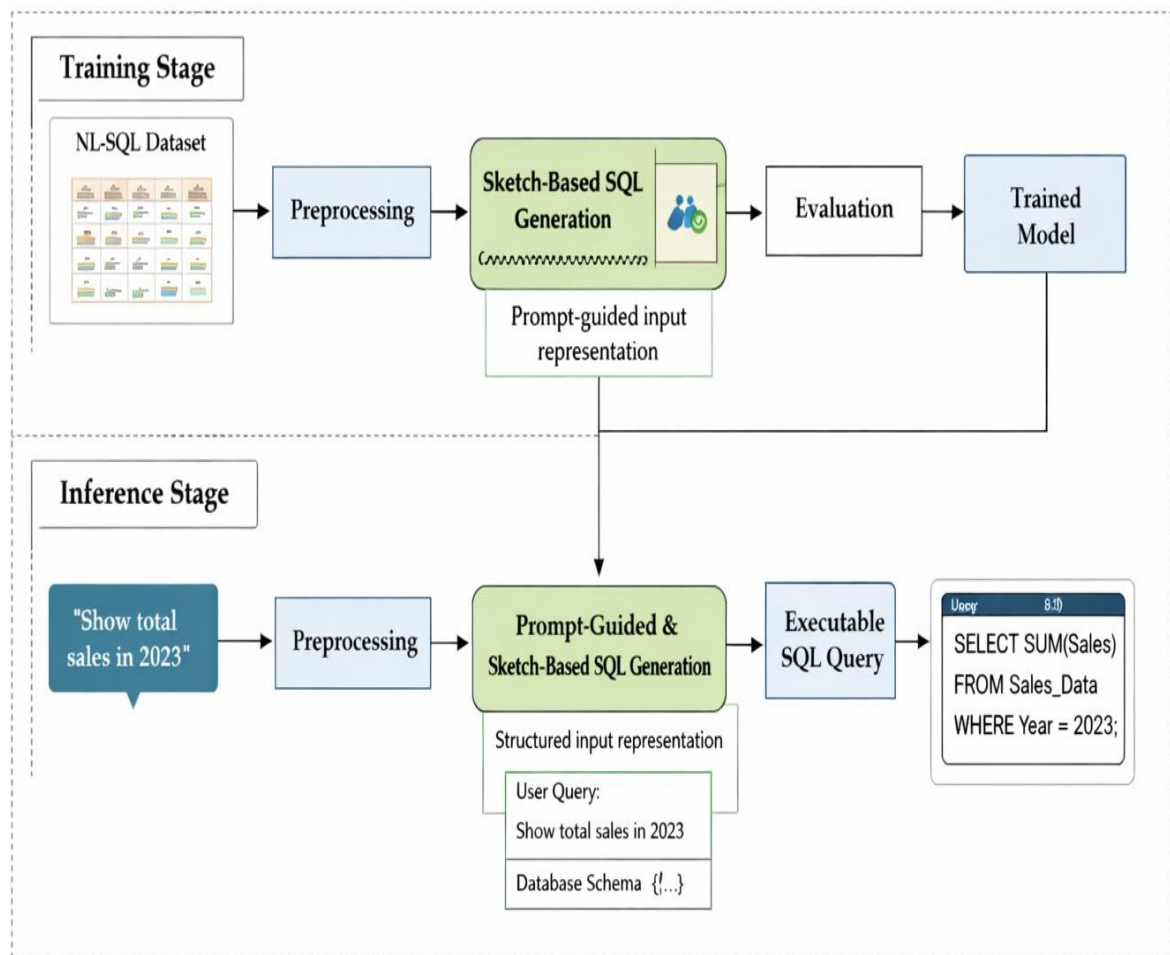 Training Stage
NL-SQL Dataset
Preprocessing
Sketch-Based SQL
Generation
Prompt-guided input
representation
Evaluation
Trained
Model
Inference Stage
"Show total
sales in 2023"
Preprocessing
Prompt-Guided &
Sketch-Based SQL Generation
Structured input representation
User Query:
Show total sales in 2023
Database Schema
Executable
SQL Query
SELECT SUM(Sales)
FROM Sales_Data
WHERE Year = 2023;